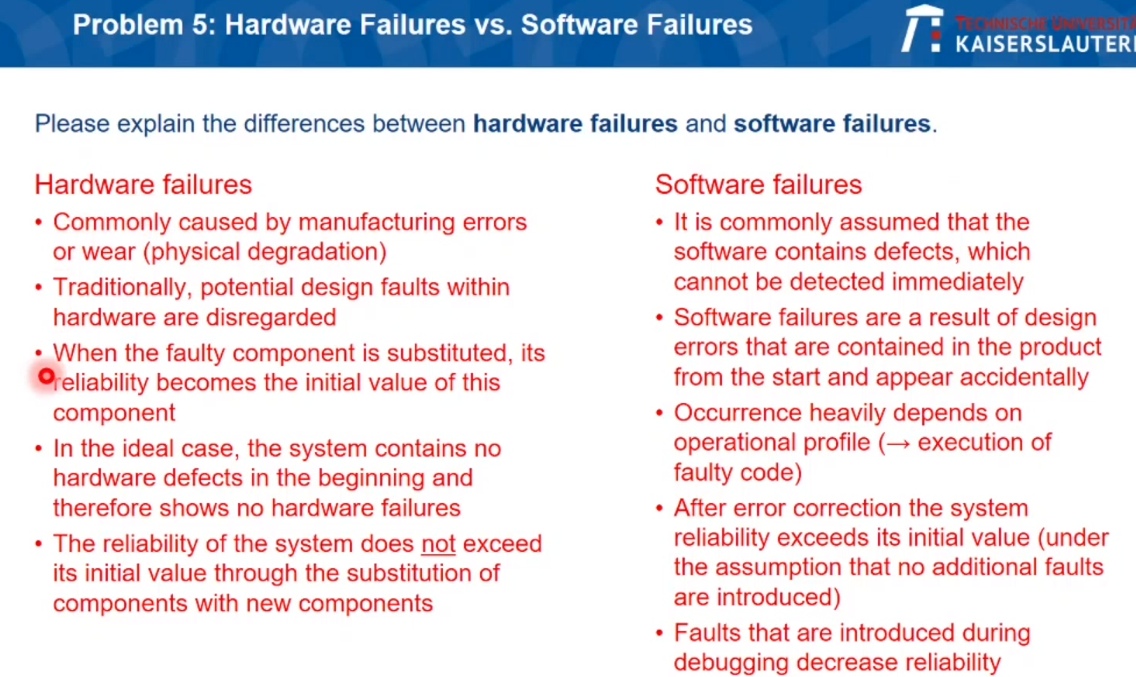 Problem 5: Hardware Failures vs. Software Failures
TECHNISCHE UNIVERSITÄ
KAISERSLAUTERN
Please explain the differences between hardware failures and software failures.
Hardware failures
• Commonly caused by manufacturing errors
or wear (physical degradation)
• Traditionally, potential design faults within
hardware are disregarded
• When the faulty component is substituted, its
reliability becomes the initial value of this
component
• In the ideal case, the system contains no
hardware defects in the beginning and
therefore shows no hardware failures
• The reliability of the system does not exceed
its initial value through the substitution of
components with new components
Software failures
• It is commonly assumed that the
software contains defects, which
cannot be detected immediately
• Software failures are a result of design
errors that are contained in the product
from the start and appear accidentally
• Occurrence heavily depends on
operational profile (→ execution of
faulty code)
• After error correction the system
reliability exceeds its initial value (under
the assumption that no additional faults
are introduced)
• Faults that are introduced during
debugging decrease reliability